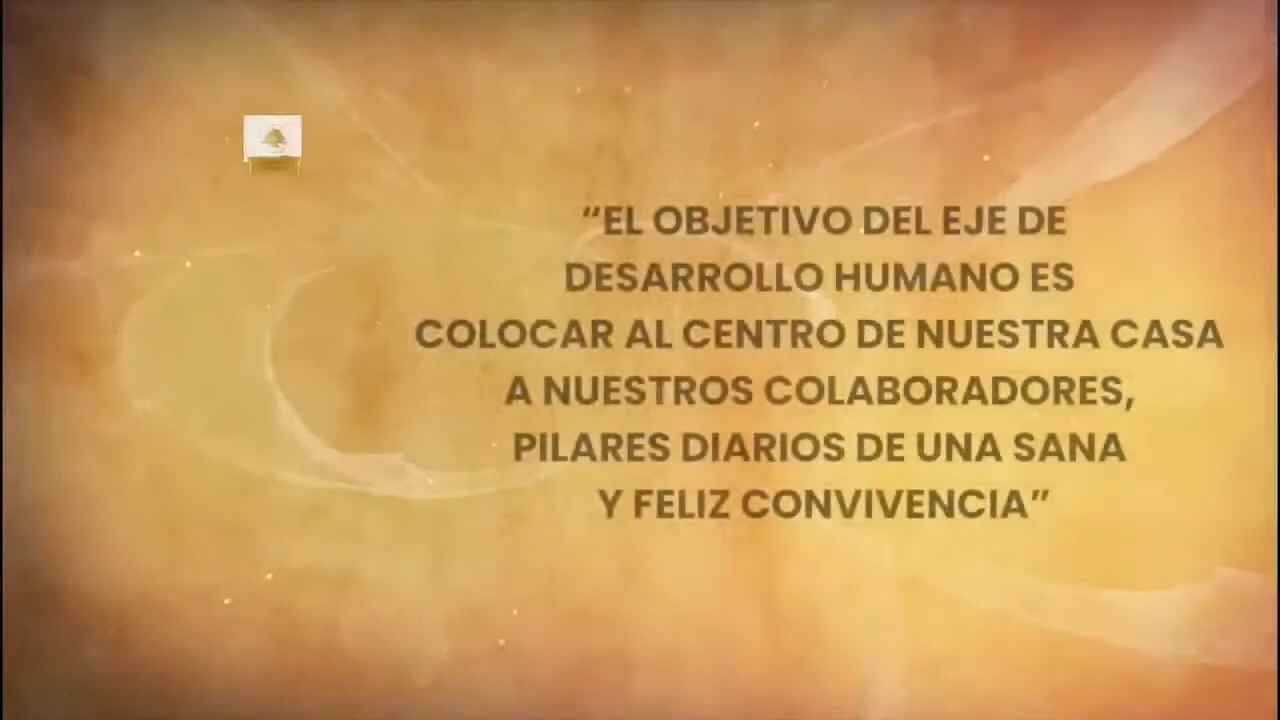 “EL OBJETIVO DEL EJE DE
DESARROLLO HUMANO ES
COLOCAR AL CENTRO DE NUESTRA CASA
A NUESTROS COLABORADORES,
PILARES DIARIOS DE UNA SANA
Y FELIZ CONVIVENCIA”